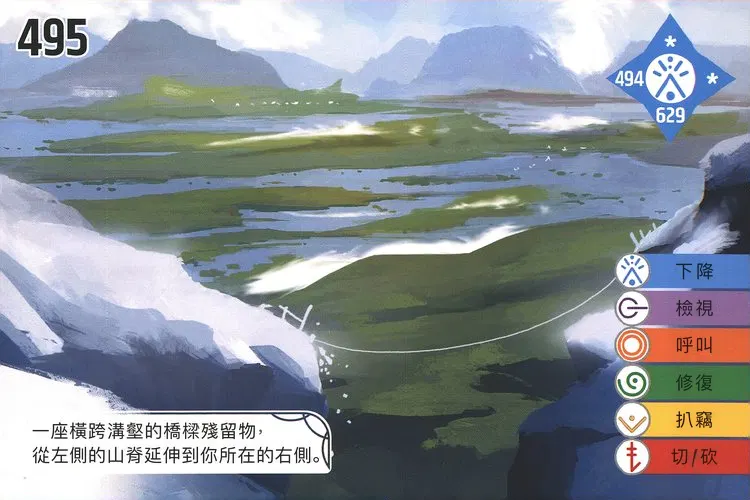 495
*
494
*
629
下降
檢視
呼叫
修復
扒竊
切/砍
一座橫跨溝壑的橋樑殘留物,
從左側的山脊延伸到你所在的右側。